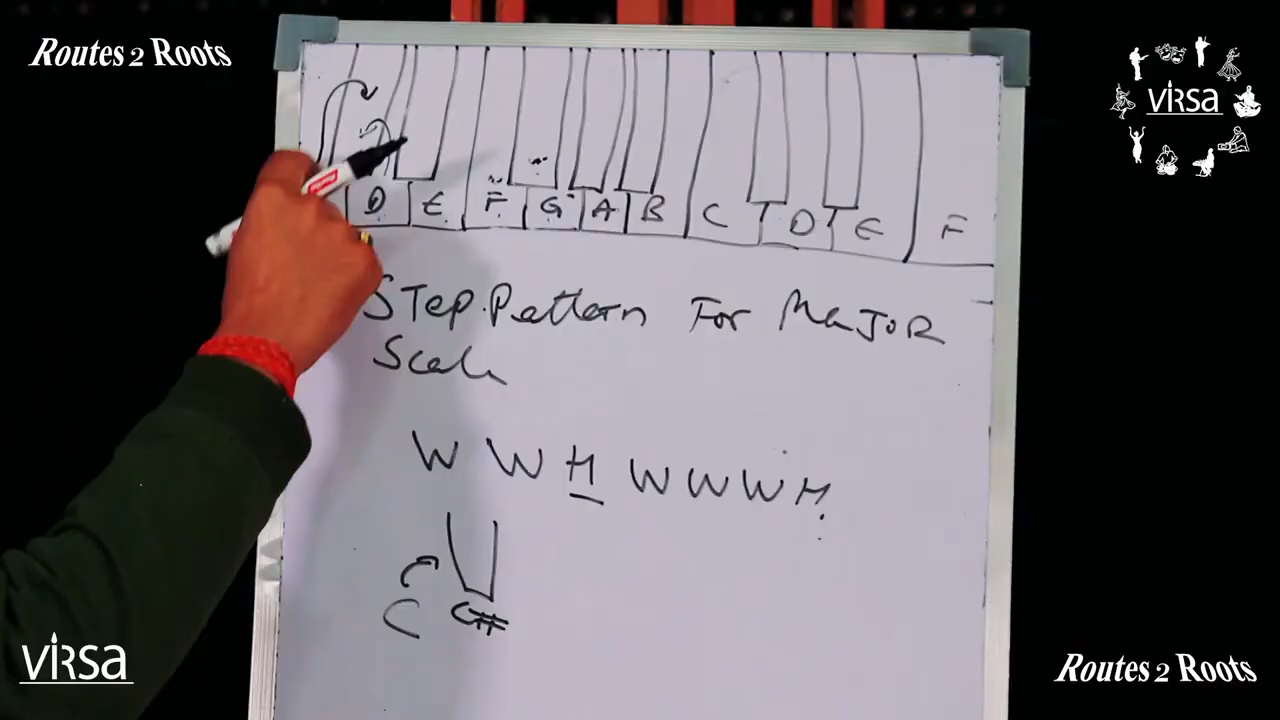 Routes 2 Roots
VIRSA
D E F G A B C D E F
STep Pattern For MaJOR
Scale
W W H W W W H
C C#
VIRSA
Routes 2 Roots